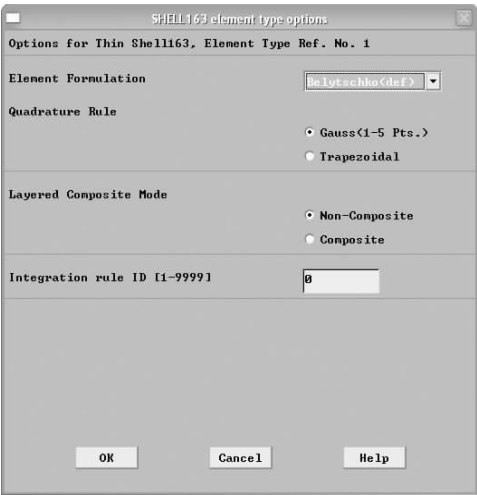 SHELL163 element type options
Options for Thin Shell163, Element Type Ref. No. 1
Element Formulation
Belytschko(def)
Quadrature Rule
Gauss(1-5 Pts.)
Trapezoidal
Layered Composite Mode
Non-Composite
Composite
Integration rule ID [1-9999]
0
OK Cancel Help